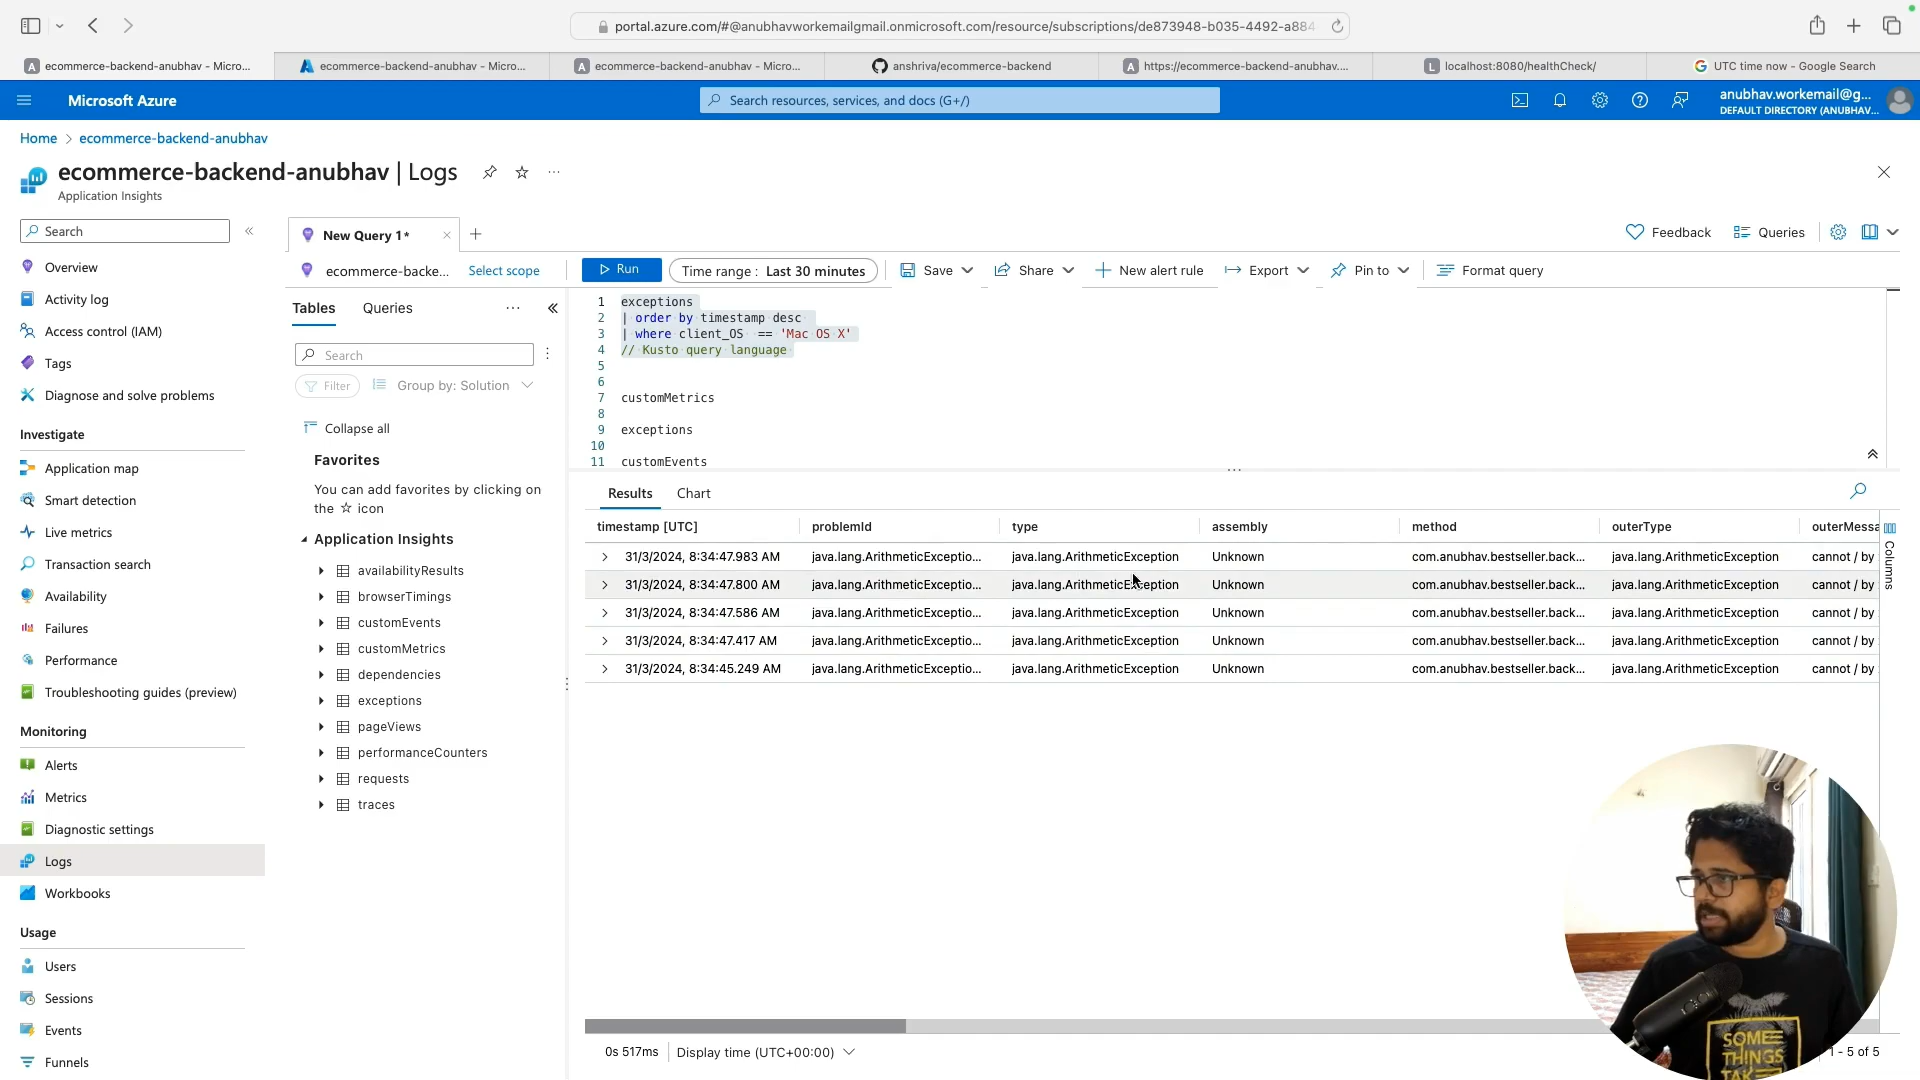 portal.azure.com/#@anubhavworkemailgmail.onmicrosoft.com/resource/subscriptions/de873948-b035-4492-a884
ecommerce-backend-anubhav - Micro...
ecommerce-backend-anubhav - Micro...
ecommerce-backend-anubhav - Micro...
anshriva/ecommerce-backend
https://ecommerce-backend-anubhav....
localhost:8080/healthCheck/
UTC time now - Google Search
Microsoft Azure
Search resources, services, and docs (G+/)
anubhav.workemail@g...
DEFAULT DIRECTORY (ANUBHAV...
Home > ecommerce-backend-anubhav
ecommerce-backend-anubhav | Logs
Application Insights
Search
Overview
Activity log
Access control (IAM)
Tags
Diagnose and solve problems
Investigate
Application map
Smart detection
Live metrics
Transaction search
Availability
Failures
Performance
Troubleshooting guides (preview)
Monitoring
Alerts
Metrics
Diagnostic settings
Logs
Workbooks
Usage
Users
Sessions
Events
Funnels
New Query 1*
Feedback
Queries
ecommerce-backe...
Select scope
Run
Time range : Last 30 minutes
Save
Share
New alert rule
Export
Pin to
Format query
Tables
Queries
Search
Filter
Group by: Solution
Collapse all
Favorites
You can add favorites by clicking on
the ☆ icon
Application Insights
availabilityResults
browserTimings
customEvents
customMetrics
dependencies
exceptions
pageViews
performanceCounters
requests
traces
1 exceptions
2 | order by timestamp desc
3 | where client_OS == 'Mac OS X'
4 // Kusto query language
5
6
7 customMetrics
8
9 exceptions
10
11 customEvents
Results
Chart
timestamp [UTC] problemId type assembly method outerType outerMessa
31/3/2024, 8:34:47.983 AM java.lang.ArithmeticExceptio... java.lang.ArithmeticException Unknown com.anubhav.bestseller.back... java.lang.ArithmeticException cannot / by
31/3/2024, 8:34:47.800 AM java.lang.ArithmeticExceptio... java.lang.ArithmeticException Unknown com.anubhav.bestseller.back... java.lang.ArithmeticException cannot / by
31/3/2024, 8:34:47.586 AM java.lang.ArithmeticExceptio... java.lang.ArithmeticException Unknown com.anubhav.bestseller.back... java.lang.ArithmeticException cannot / by
31/3/2024, 8:34:47.417 AM java.lang.ArithmeticExceptio... java.lang.ArithmeticException Unknown com.anubhav.bestseller.back... java.lang.ArithmeticException cannot / by
31/3/2024, 8:34:45.249 AM java.lang.ArithmeticExceptio... java.lang.ArithmeticException Unknown com.anubhav.bestseller.back... java.lang.ArithmeticException cannot / by
Columns
0s 517ms
Display time (UTC+00:00)
1 - 5 of 5
SOME
THINGS
TAK